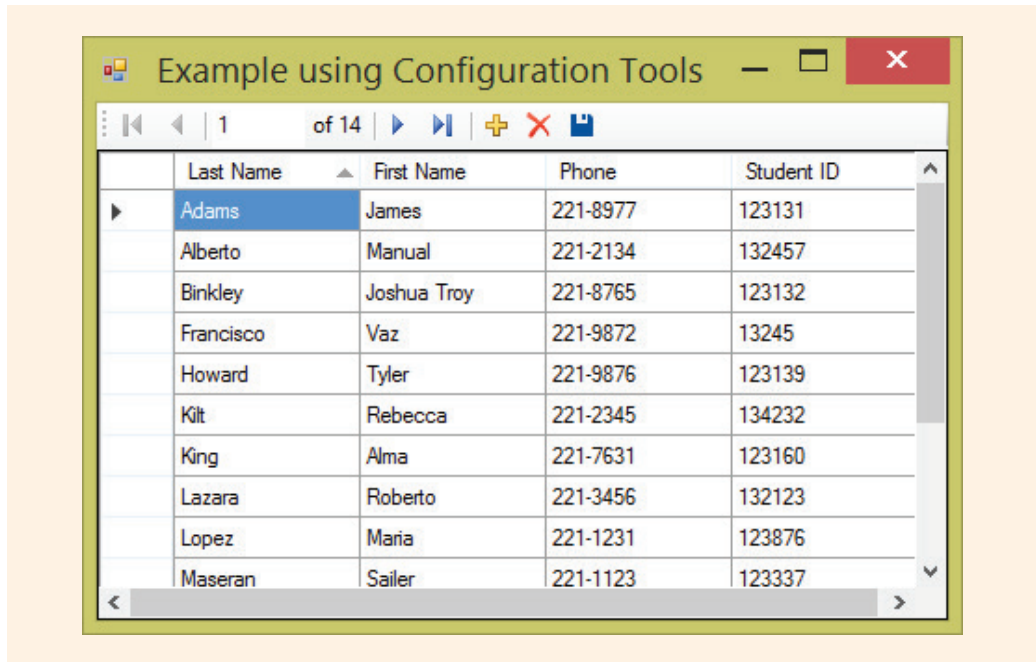 Example using Configuration Tools
1 of 14
Last Name First Name Phone Student ID
Adams James 221-8977 123131
Alberto Manual 221-2134 132457
Binkley Joshua Troy 221-8765 123132
Francisco Vaz 221-9872 13245
Howard Tyler 221-9876 123139
Kilt Rebecca 221-2345 134232
King Alma 221-7631 123160
Lazara Roberto 221-3456 132123
Lopez Maria 221-1231 123876
Maseran Sailer 221-1123 123337